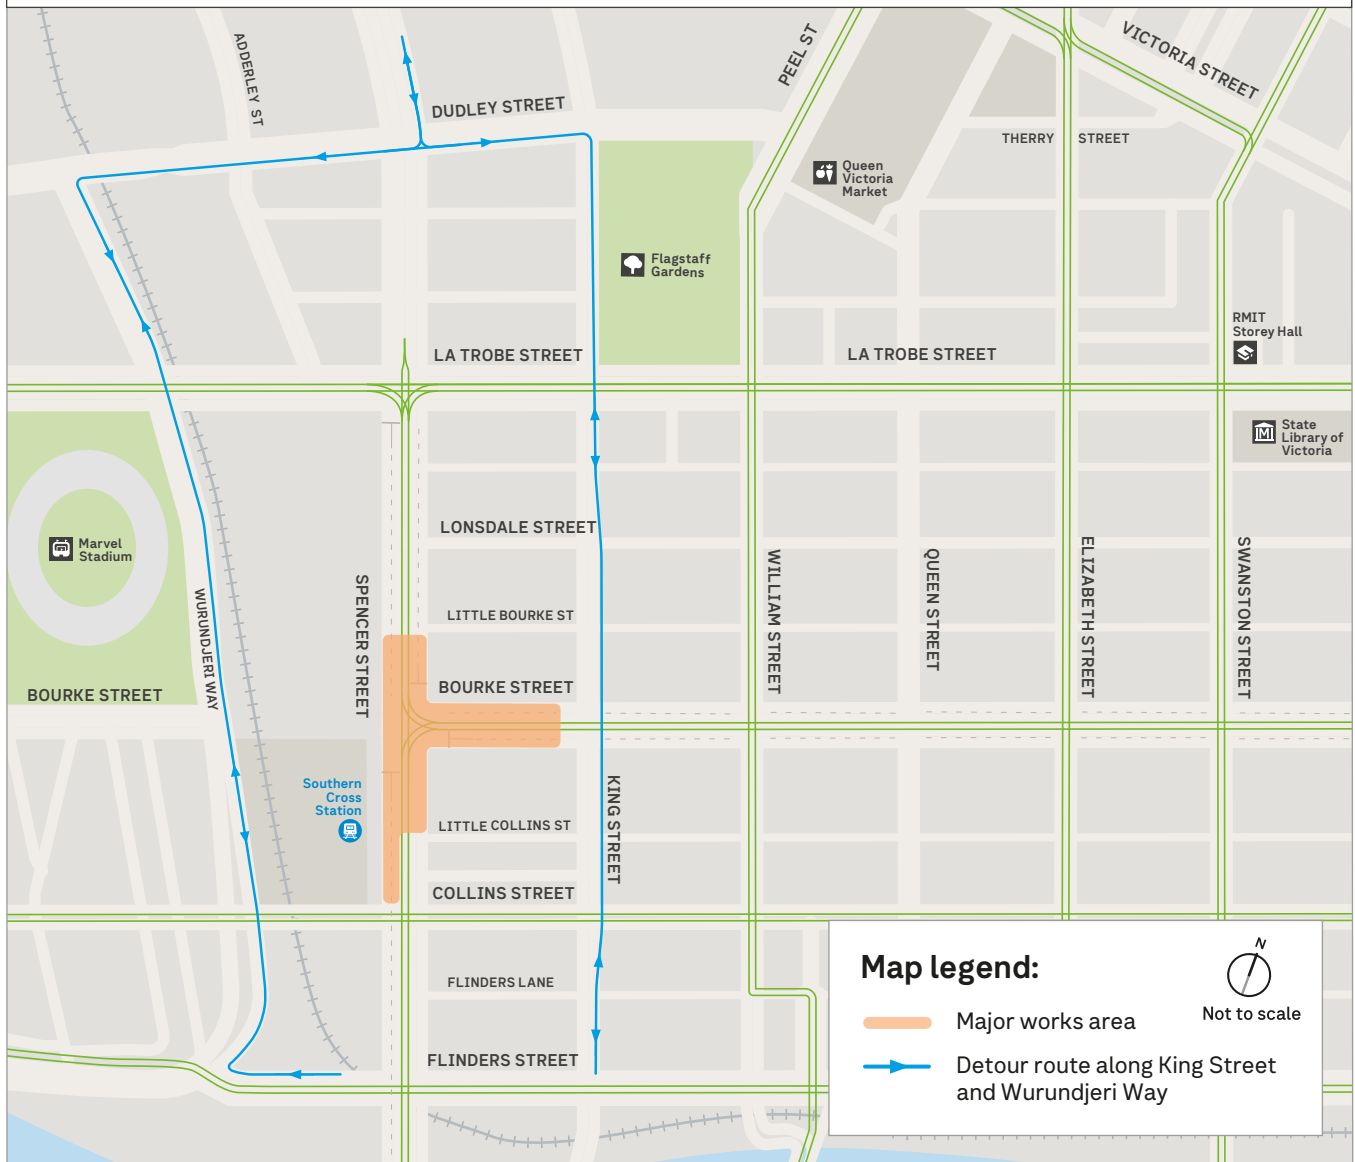 ADDERLEY ST
DUDLEY STREET
PEEL ST
VICTORIA STREET
THERRY STREET
Queen
Victoria
Market
Flagstaff
Gardens
RMIT
Storey Hall
LA TROBE STREET
LA TROBE STREET
State
Library of
Victoria
LONSDALE STREET
Marvel
Stadium
WURUNDJERI WAY
SPENCER STREET
LITTLE BOURKE ST
WILLIAM STREET
QUEEN STREET
ELIZABETH STREET
SWANSTON STREET
BOURKE STREET
BOURKE STREET
Southern
Cross
Station
KING STREET
LITTLE COLLINS ST
COLLINS STREET
FLINDERS LANE
FLINDERS STREET
Map legend:
N
Not to scale
Major works area
Detour route along King Street
and Wurundjeri Way